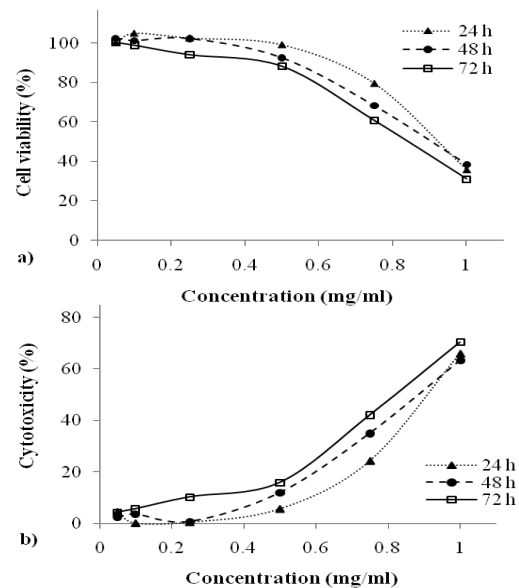 100
80
60
40
20
0
Cell viability (%)
24 h
48 h
72 h
0 0.2 0.4 0.6 0.8 1
a)
Concentration (mg/ml)
80
60
40
20
0
Cytotoxicity (%)
24 h
48 h
72 h
0 0.2 0.4 0.6 0.8 1
b)
Concentration (mg/ml)